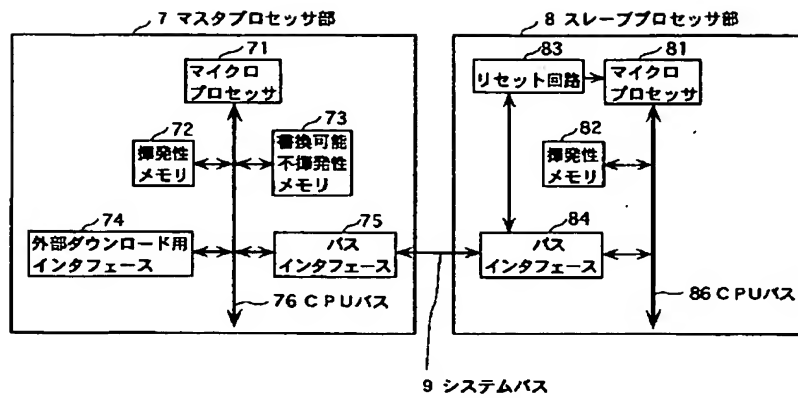 7 マスタプロセッサ部
71
マイクロ
プロセッサ
72
揮発性
メモリ
73
書換可能
不揮発性
メモリ
74
外部ダウンロード用
インタフェース
75
バス
インタフェース
76 CPUバス
8 スレーブプロセッサ部
83
リセット回路
81
マイクロ
プロセッサ
82
揮発性
メモリ
84
バス
インタフェース
86 CPUバス
9 システムバス